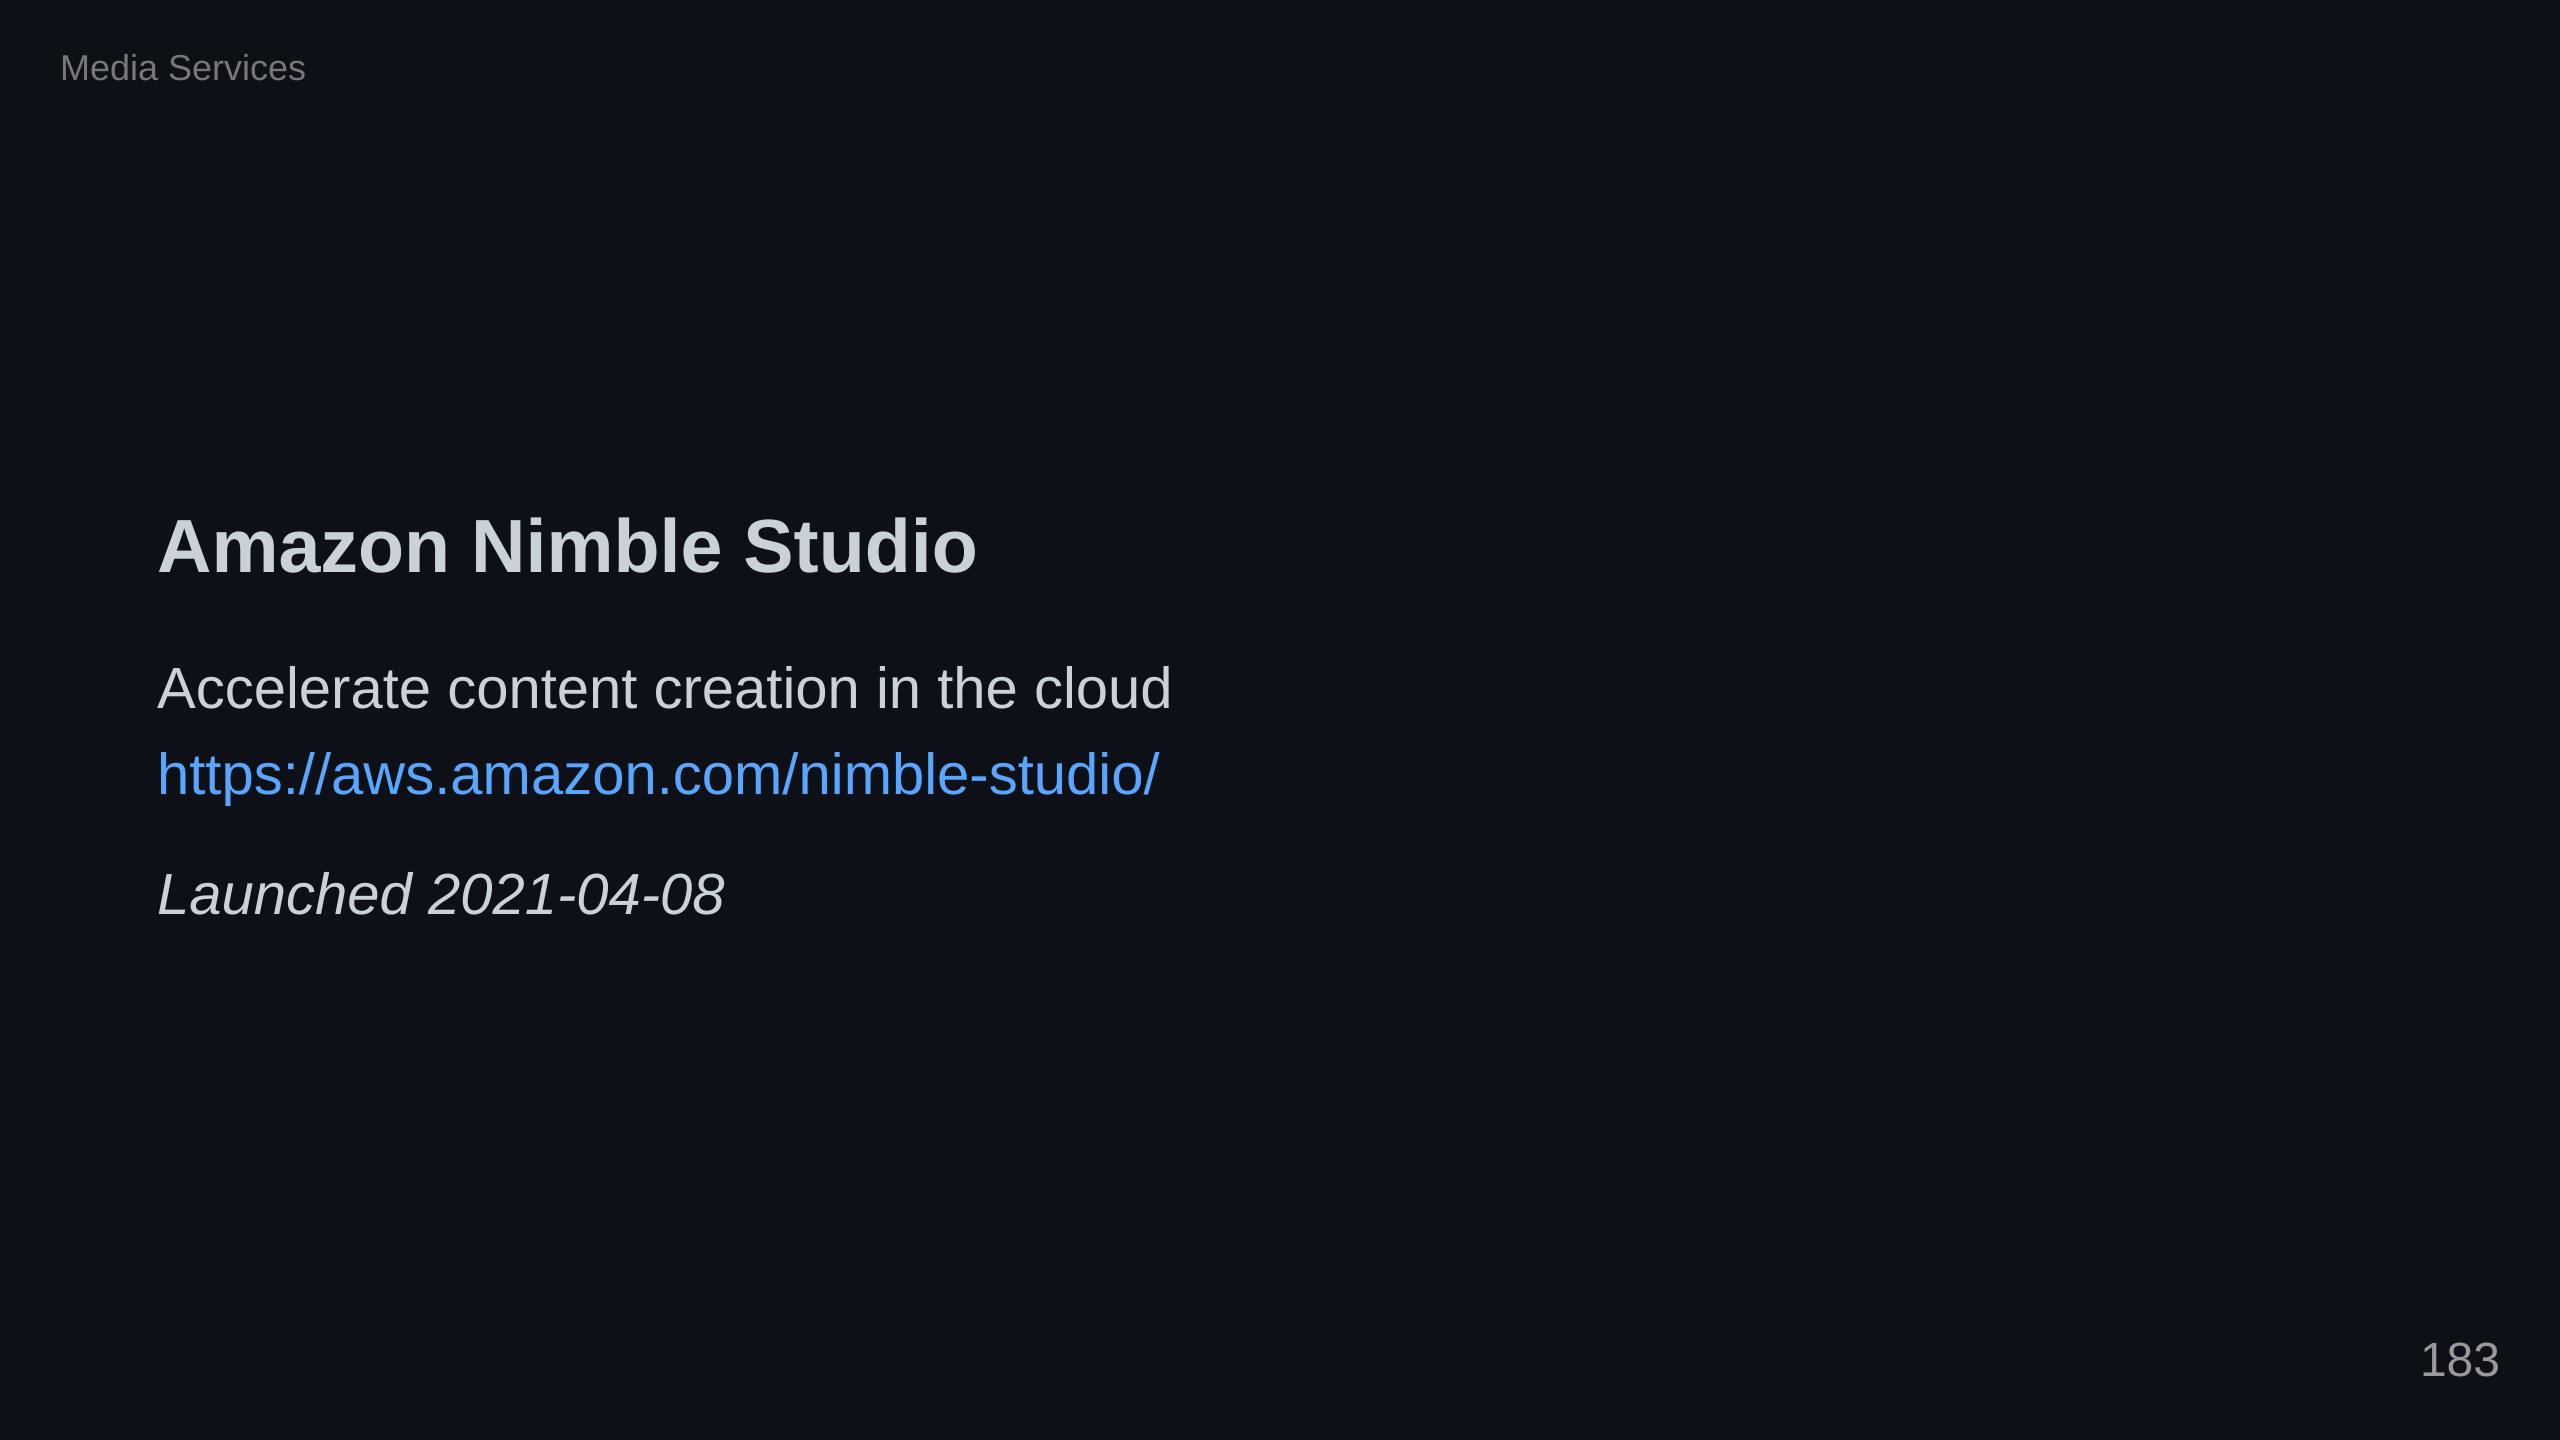 Media Services
Amazon Nimble Studio
Accelerate content creation in the cloud
https://aws.amazon.com/nimble-studio/
Launched 2021-04-08
183